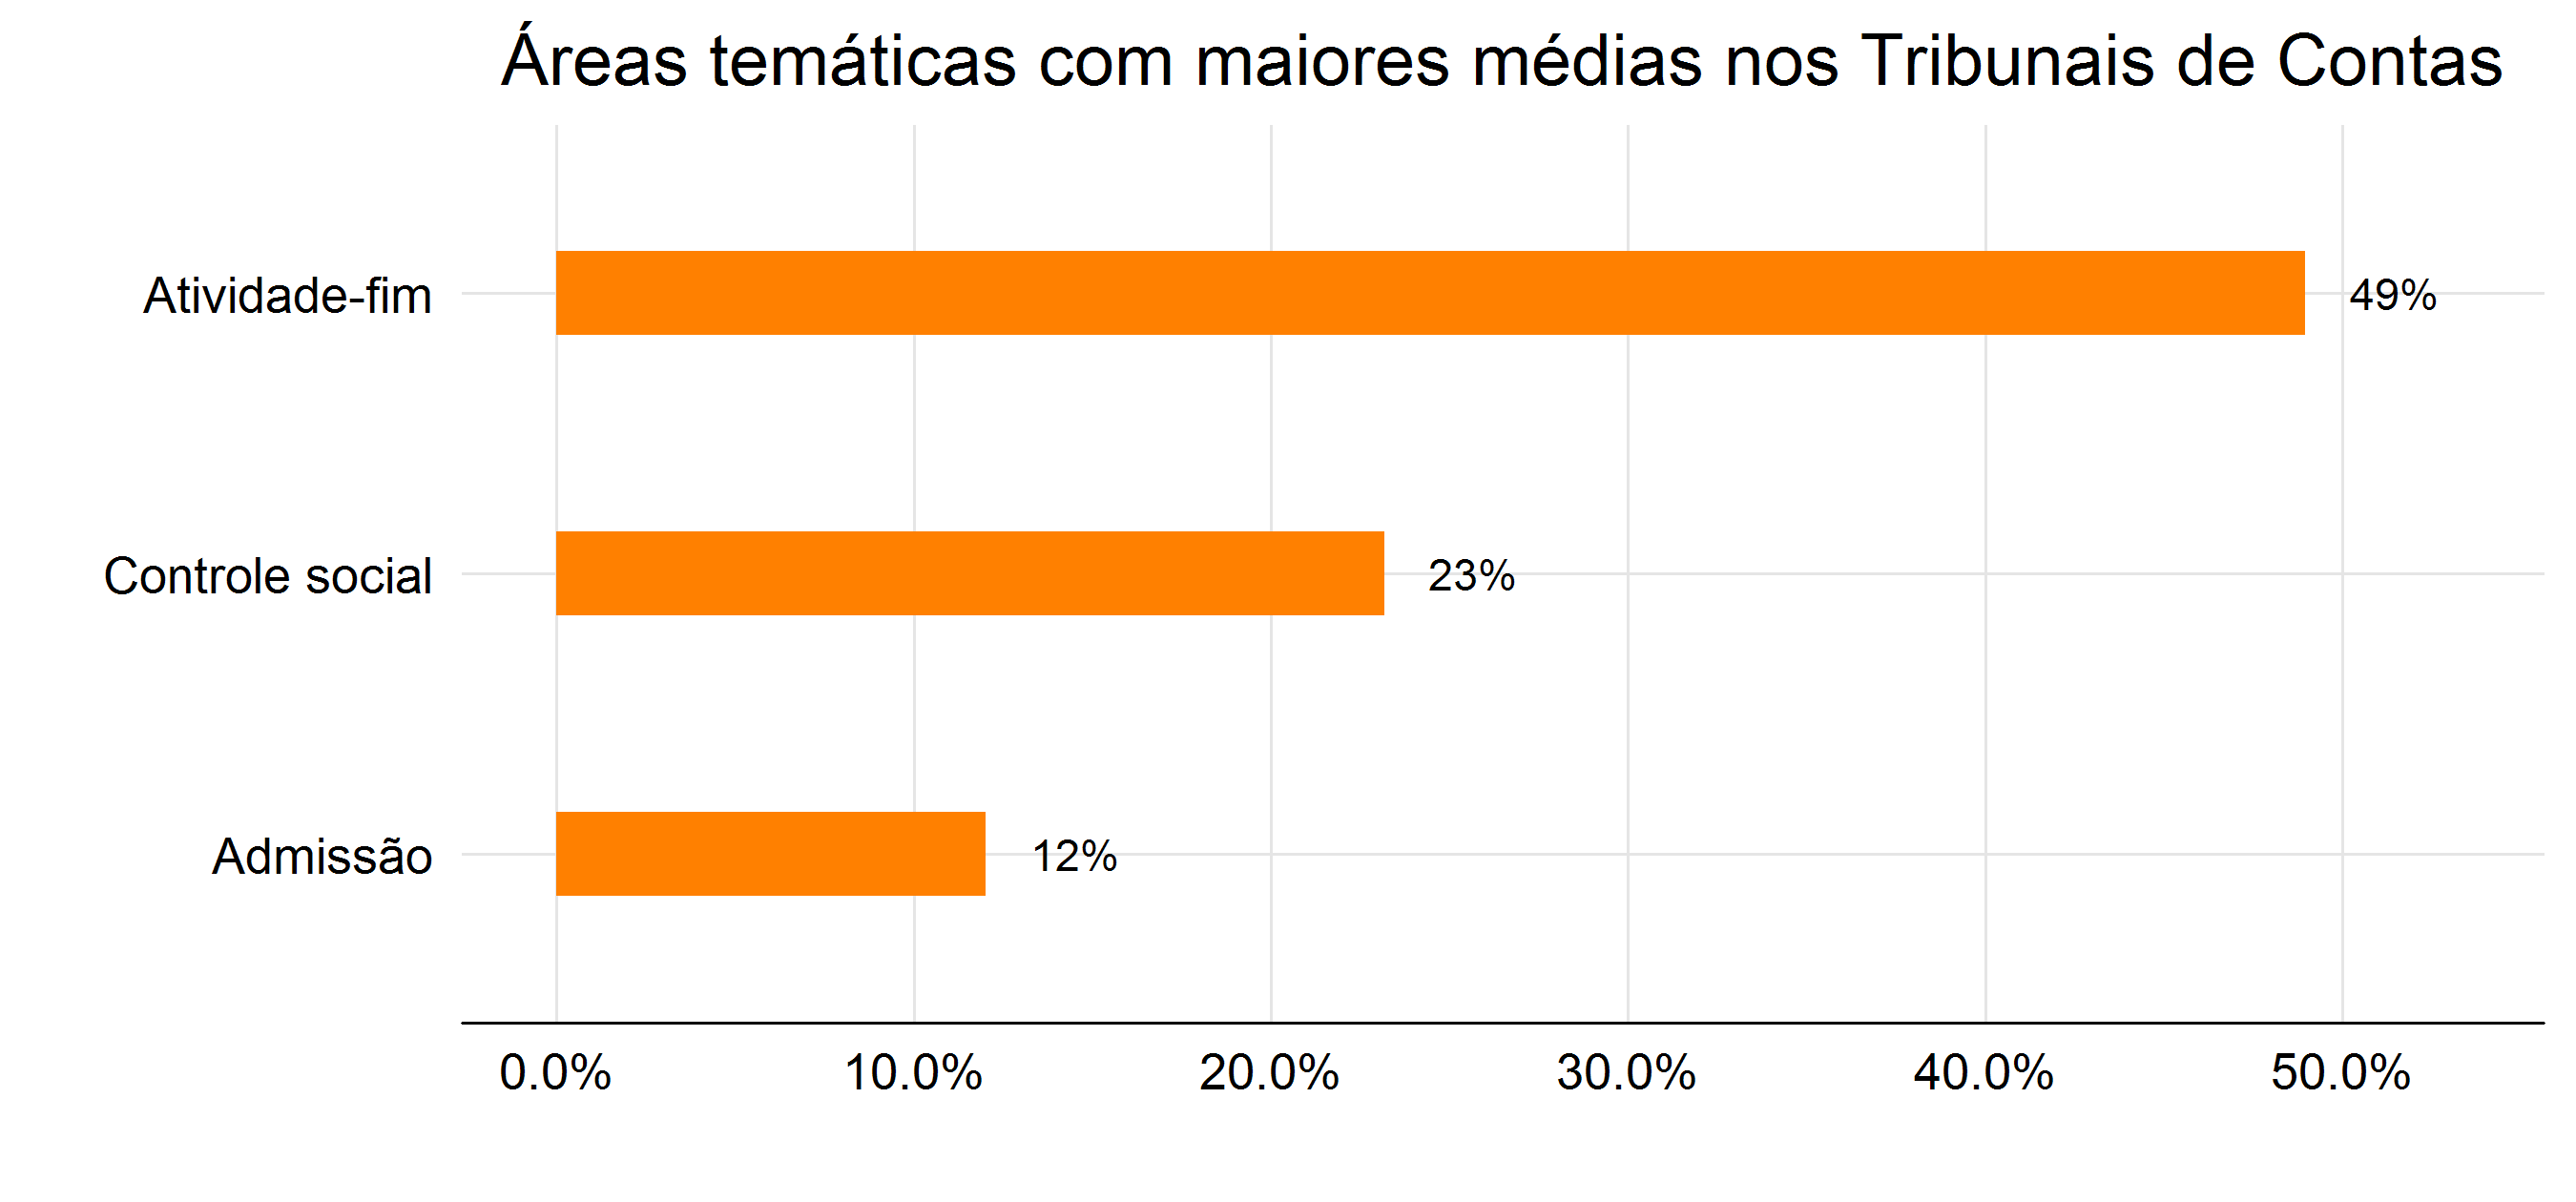 Áreas temáticas com maiores médias nos Tribunais de Contas
Atividade-fim
49%
Controle social
23%
Admissão
12%
0.0% 10.0% 20.0% 30.0% 40.0% 50.0%